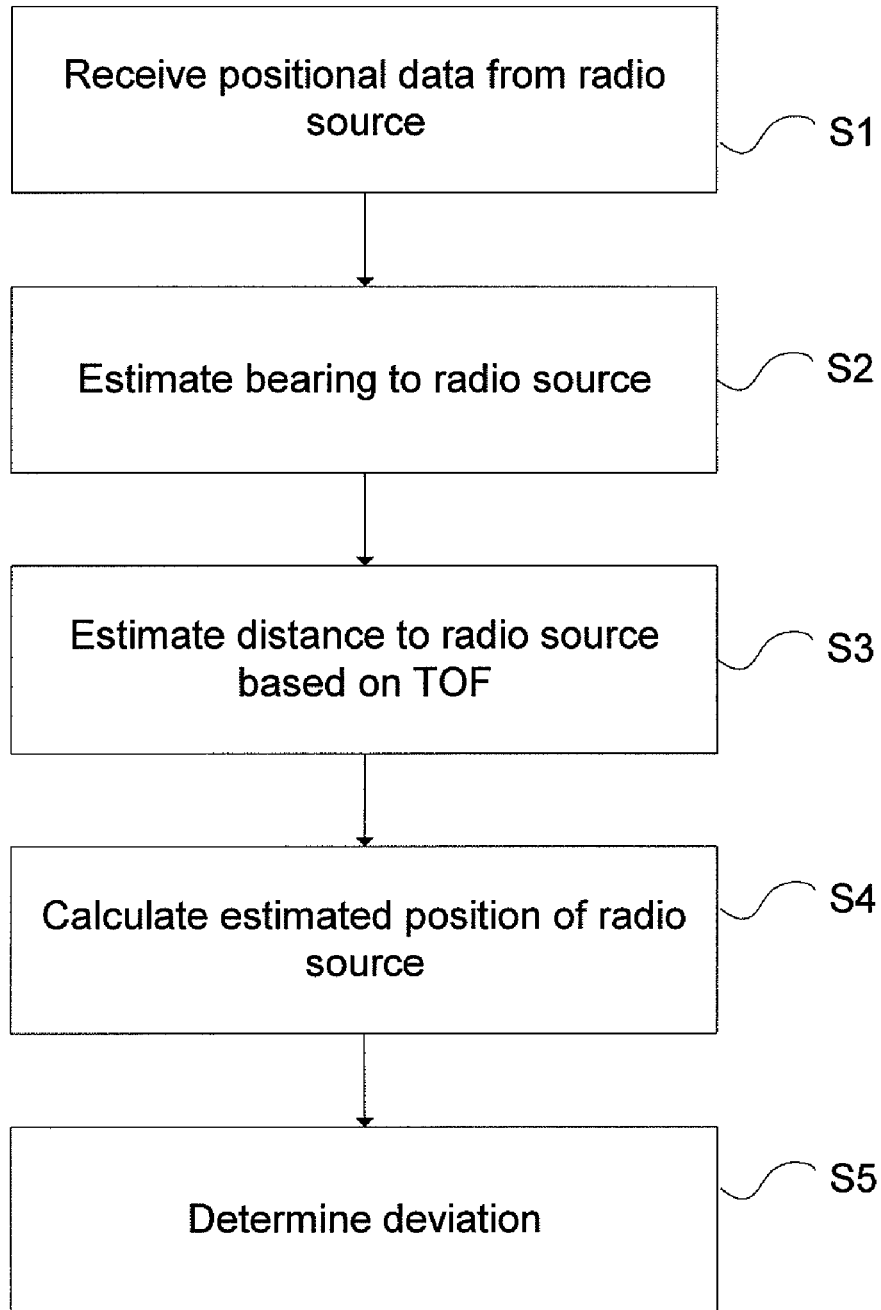 Receive positional data from radio
source
S1
Estimate bearing to radio source
S2
Estimate distance to radio source
based on TOF
S3
Calculate estimated position of radio
source
S4
Determine deviation
S5